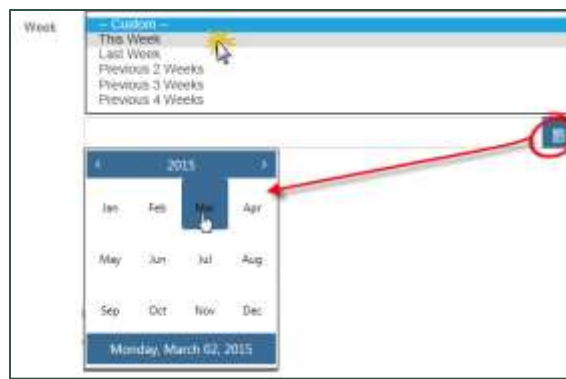 Week
-- Custom --
This Week
Last Week
Previous 2 Weeks
Previous 3 Weeks
Previous 4 Weeks
2015
Jan Feb Mar Apr
May Jun Jul Aug
Sep Oct Nov Dec
Monday, March 02, 2015